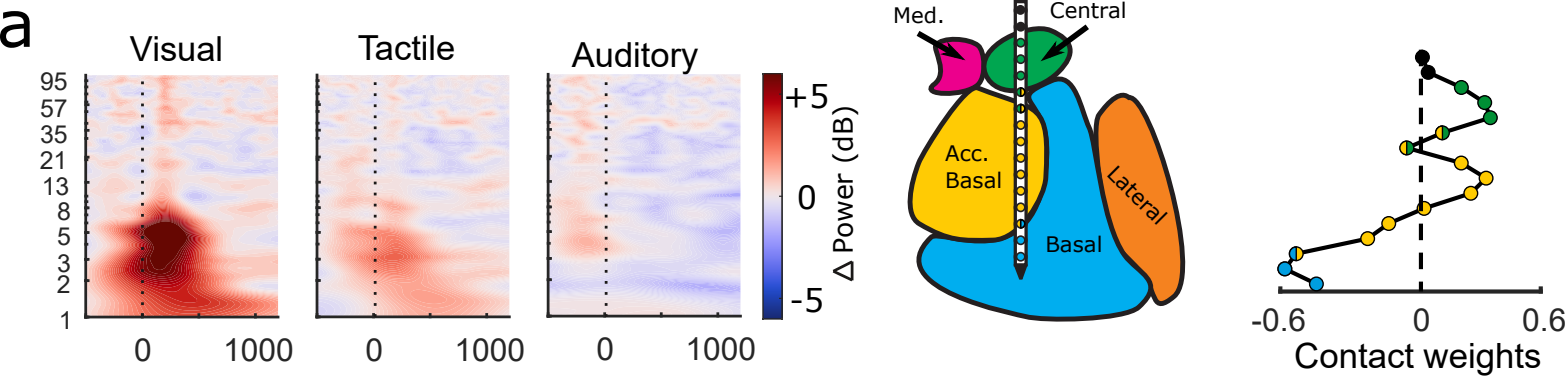 a
Visual
Tactile
Auditory
95
57
35
21
13
8
5
3
2
1
0
1000
0
1000
0
1000
+5
0
-5
Δ Power (dB)
Med.
Central
Acc.
Basal
Basal
Lateral
-0.6
0
0.6
Contact weights